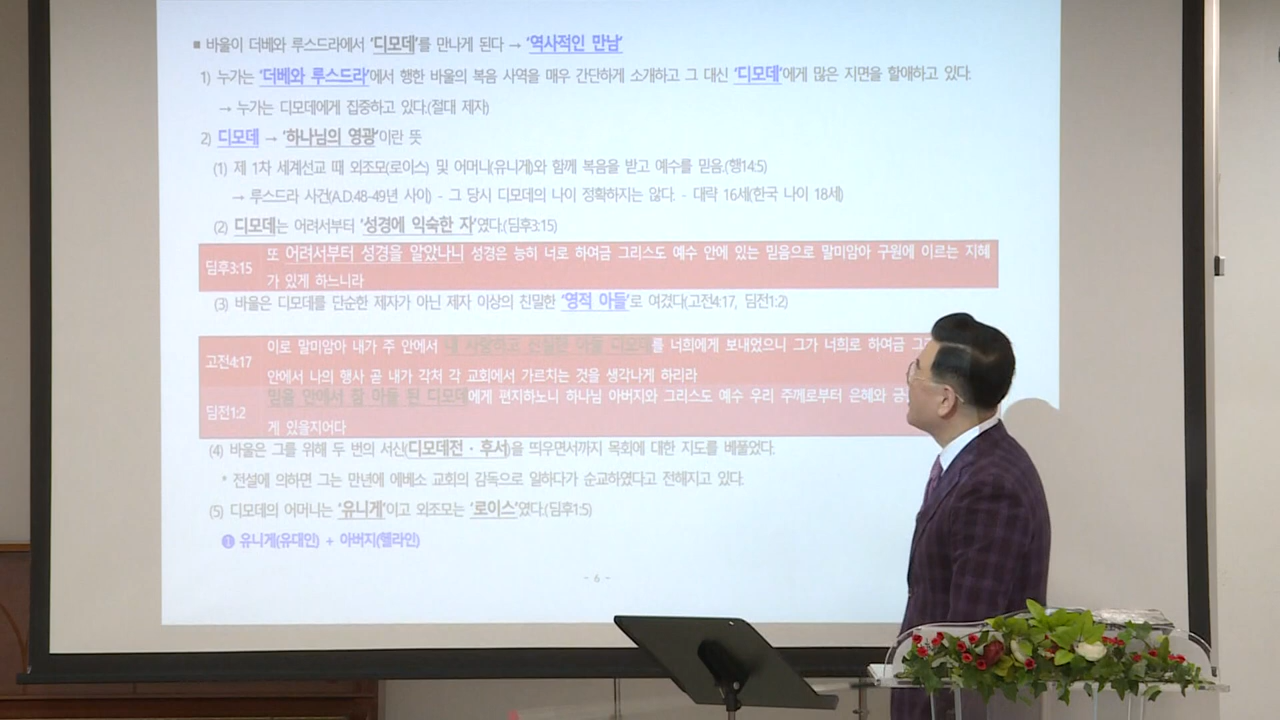 ■ 바울이 더베와 루스드라에서 '디모데'를 만나게 된다 → '역사적인 만남'
1) 누가는 '더베와 루스드라'에서 행한 바울의 복음 사역을 매우 간단하게 소개하고 그 대신 '디모데'에게 많은 지면을 할애하고 있다.
→ 누가는 디모데에게 집중하고 있다.(절대 제자)
2) 디모데 → '하나님의 영광'이란 뜻
(1) 제 1차 세계선교 때 외조모(로이스) 및 어머니(유니게)와 함께 복음을 받고 예수를 믿음.(행14:5)
→ 루스드라 사건(A.D.48-49년 사이) - 그 당시 디모데의 나이 정확하지는 않다. - 대략 16세(한국 나이 18세)
(2) 디모데는 어려서부터 '성경에 익숙한 자'였다.(딤후3:15)
딤후3:15 또 어려서부터 성경을 알았나니 성경은 능히 너로 하여금 그리스도 예수 안에 있는 믿음으로 말미암아 구원에 이르는 지혜
가 있게 하느니라
(3) 바울은 디모데를 단순한 제자가 아닌 제자 이상의 친밀한 '영적 아들'로 여겼다(고전4:17, 딤전1:2)
고전4:17 이로 말미암아 내가 주 안에서 내 사랑하고 신실한 아들 디모데를 너희에게 보내었으니 그가 너희로 하여금 그
안에서 나의 행사 곧 내가 각처 각 교회에서 가르치는 것을 생각나게 하리라
딤전1:2 믿음 안에서 참 아들 된 디모데에게 편지하노니 하나님 아버지와 그리스도 예수 우리 주께로부터 은혜와
게 있을지어다
(4) 바울은 그를 위해 두 번의 서신(디모데전·후서)을 띄우면서까지 목회에 대한 지도를 베풀었다.
* 전설에 의하면 그는 만년에 에베소 교회의 감독으로 일하다가 순교하였다고 전해지고 있다.
(5) 디모데의 어머니는 '유니게'이고 외조모는 '로이스'였다.(딤후1:5)
❶ 유니게(유대인) + 아버지(헬라인)
- 6 -